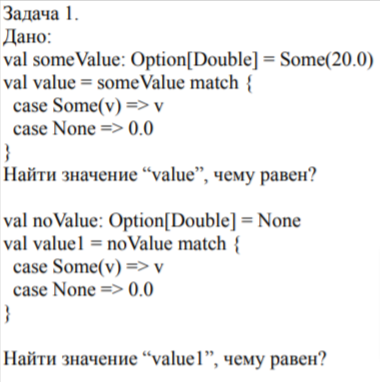 Задача 1.
Дано:
val someValue: Option[Double] = Some(20.0)
val value = someValue match {
case Some(v) => v
case None => 0.0
}
Найти значение “value”, чему равен?
val noValue: Option[Double] = None
val value1 = noValue match {
case Some(v) => v
case None => 0.0
}
Найти значение “value1”, чему равен?